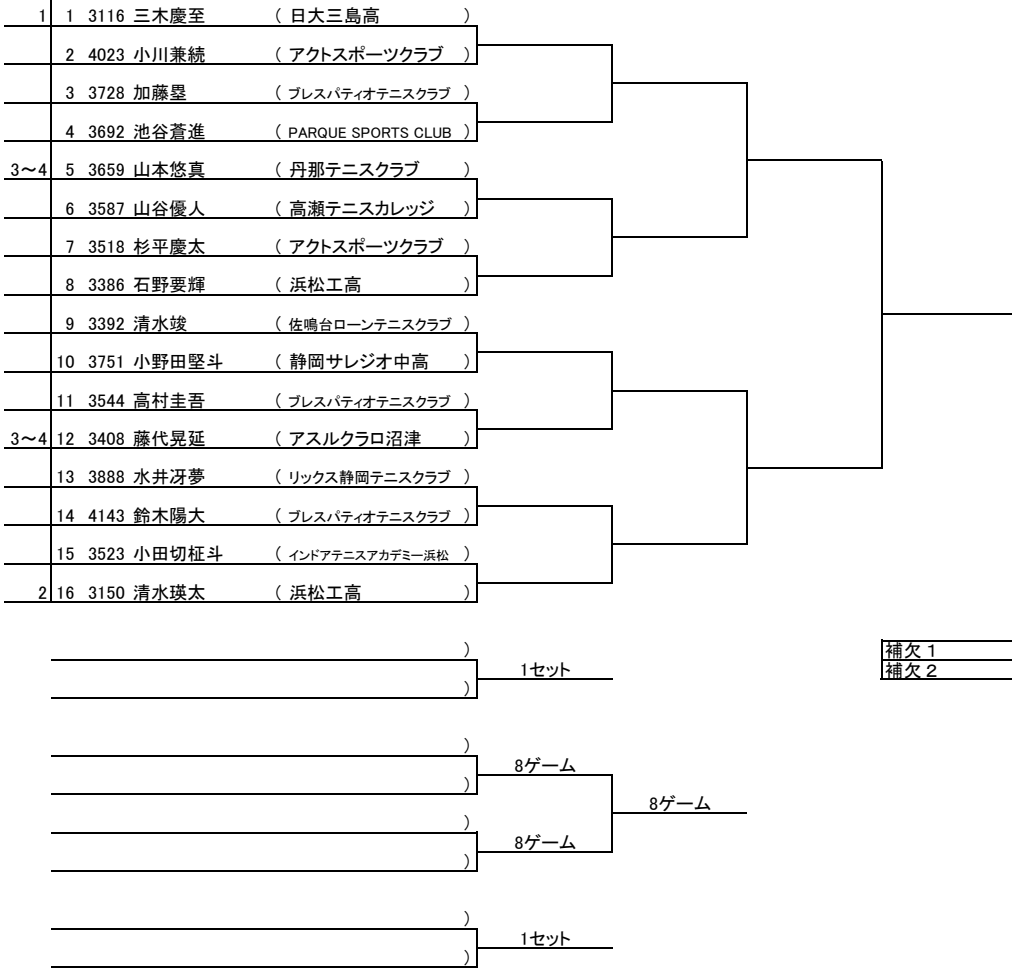 1 1 3116 三木慶至 ( 日大三島高 )
2 4023 小川兼続 ( アクトスポーツクラブ )
3 3728 加藤塁 ( ブレスパティオテニスクラブ )
4 3692 池谷蒼進 ( PARQUE SPORTS CLUB )
3～4 5 3659 山本悠真 ( 丹那テニスクラブ )
6 3587 山谷優人 ( 高瀬テニスカレッジ )
7 3518 杉平慶太 ( アクトスポーツクラブ )
8 3386 石野要輝 ( 浜松工高 )
9 3392 清水竣 ( 佐鳴台ローンテニスクラブ )
10 3751 小野田堅斗 ( 静岡サレジオ中高 )
11 3544 高村圭吾 ( ブレスパティオテニスクラブ )
3～4 12 3408 藤代晃延 ( アスルクラロ沼津 )
13 3888 水井冴夢 ( リックス静岡テニスクラブ )
14 4143 鈴木陽大 ( ブレスパティオテニスクラブ )
15 3523 小田切柾斗 ( インドアテニスアカデミー浜松 )
2 16 3150 清水瑛太 ( 浜松工高 )
)
1セット
)
補欠１
補欠２
)
8ゲーム
)
8ゲーム
)
8ゲーム
)
)
1セット
)